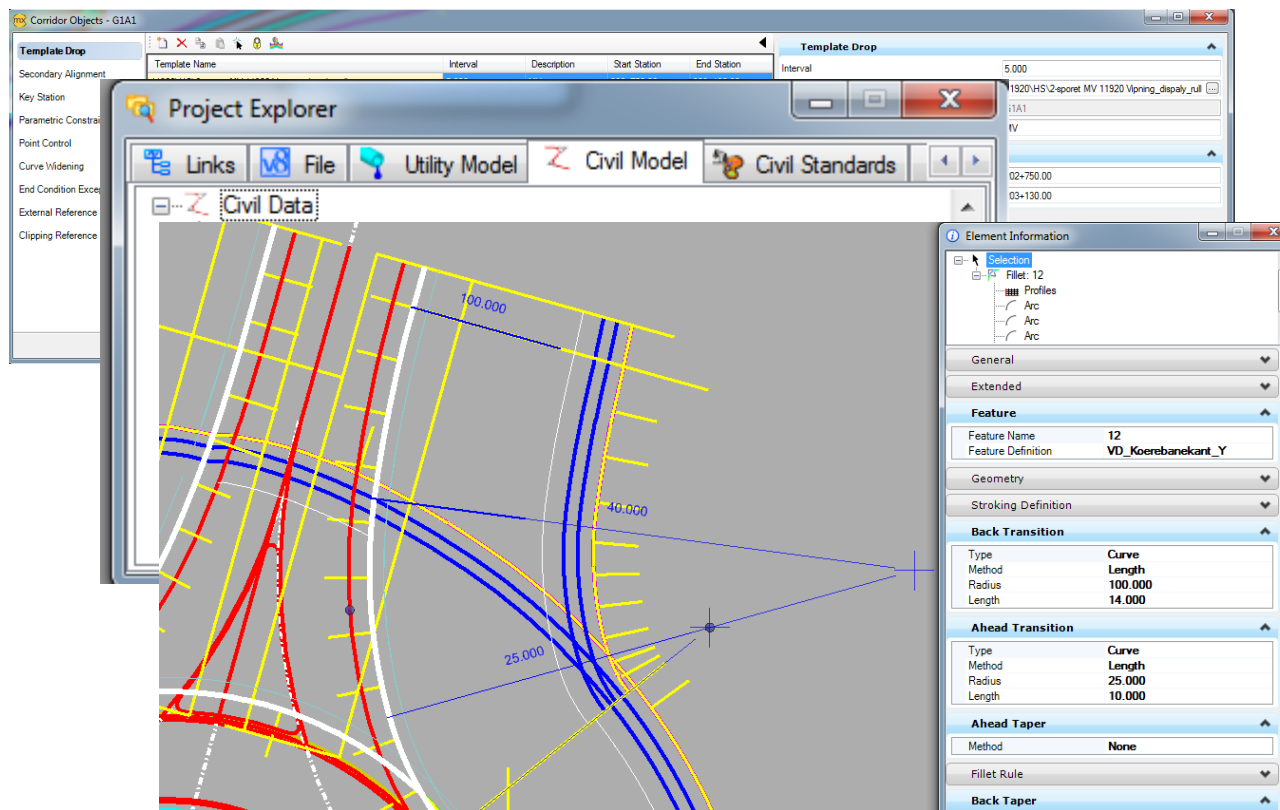 mx Corridor Objects - G1A1
Template Drop
Secondary Alignment
Key Station
Point Control
Curve Widening
External Reference
Clipping Reference
Template Name Interval Description Start Station End Station
Template Drop
Interval 5.000
1920\HS\2-sporet MV 11920 Vipning_dispaly_rull ...
02+750.00
03+130.00
Project Explorer
Links File Utility Model Civil Model Civil Standards
Civil Data
100.000
40.000
25.000
Element Information
Selection
Fillet: 12
Profiles
Arc
Arc
Arc
General
Extended
Feature
Feature Name 12
Feature Definition VD_Koerebanekant_Y
Geometry
Stroking Definition
Back Transition
Type Curve
Method Length
Radius 100.000
Length 14.000
Ahead Transition
Type Curve
Method Length
Radius 25.000
Length 10.000
Ahead Taper
Method None
Fillet Rule
Back Taper